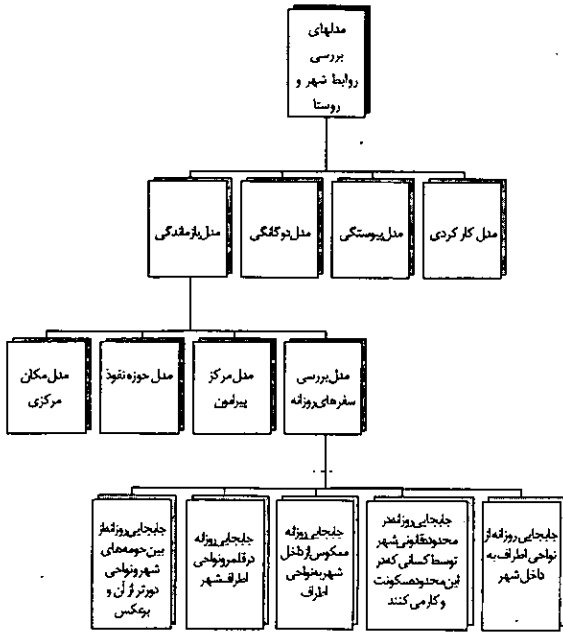 مدلهای
بررسی
روابط شهر و
روستا
مدل کارکردی
مدل پیوستگی
مدل دوگانگی
مدل بازماندگی
مدل بررسی
سفرهای روزانه
مدل مرکز
پیرامون
مدل حوزه نفوذ
مدل مکان
مرکزی
جابجایی روزانه از
نواحی اطراف به
داخل شهر
جابجایی روزانه در
محدوده قانونی شهر
توسط کسانی که در
این محدوده سکونت
و کار می کنند
جابجایی روزانه
معکوس از داخل
شهر به نواحی
اطراف
جابجایی روزانه
در قلمرو نواحی
اطراف شهر
جابجایی روزانه از
بین حومه های
شهر و نواحی
دورتر از آن و
برعکس